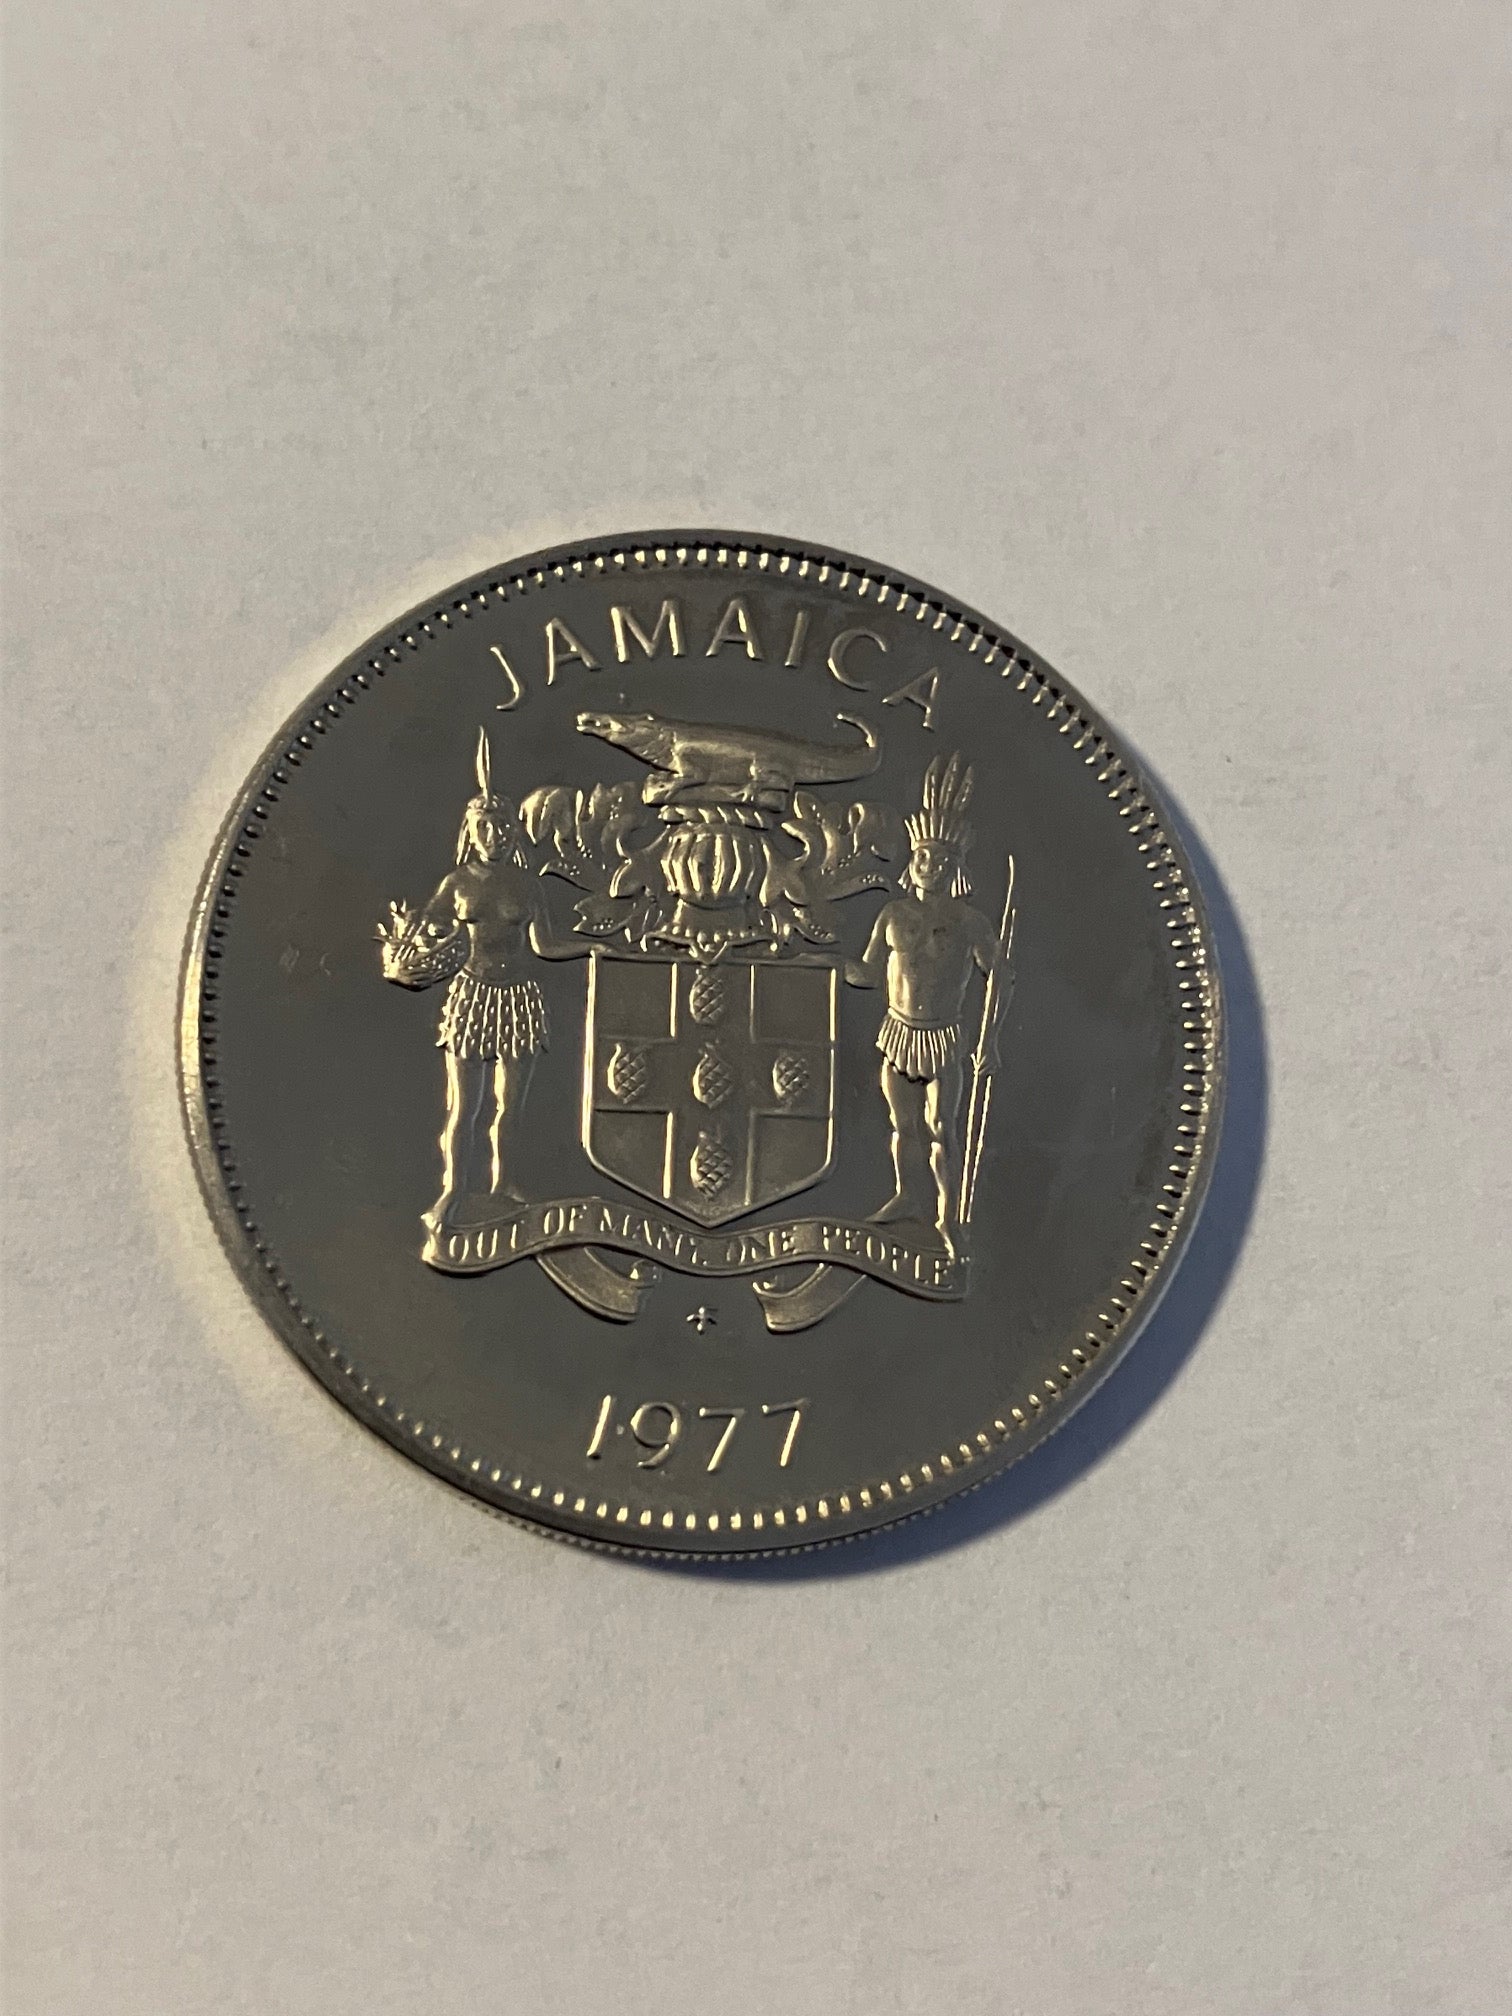 JAMAICA
OUT OF MANY, ONE PEOPLE
1977